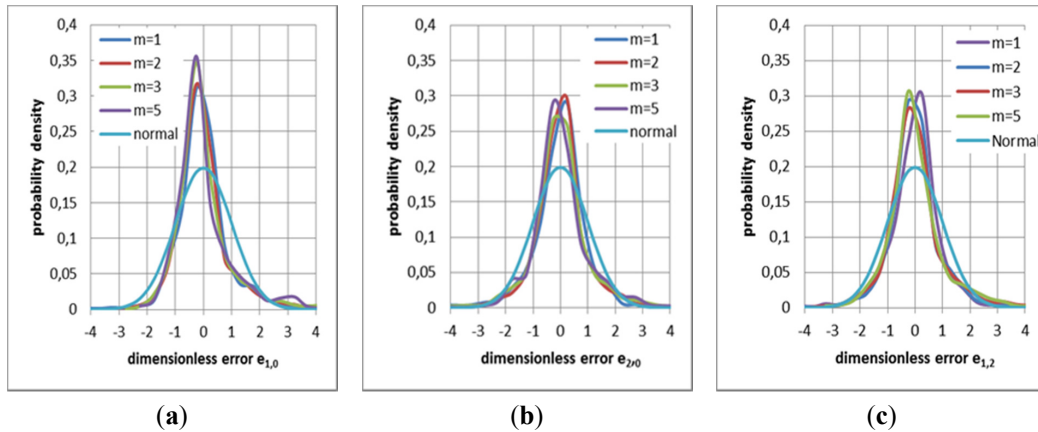 0,4
0,35
0,3
0,25
0,2
0,15
0,1
0,05
0
probability density
m=1
m=2
m=3
m=5
normal
-4 -3 -2 -1 0 1 2 3 4
dimensionless error e1,0
(a)
0,4
0,35
0,3
0,25
0,2
0,15
0,1
0,05
0
probability density
m=1
m=2
m=3
m=5
normal
-4 -3 -2 -1 0 1 2 3 4
dimensionless error e2,0
(b)
0,4
0,35
0,3
0,25
0,2
0,15
0,1
0,05
0
probability density
m=1
m=2
m=3
m=5
Normal
-4 -3 -2 -1 0 1 2 3 4
dimensionless error e1,2
(c)